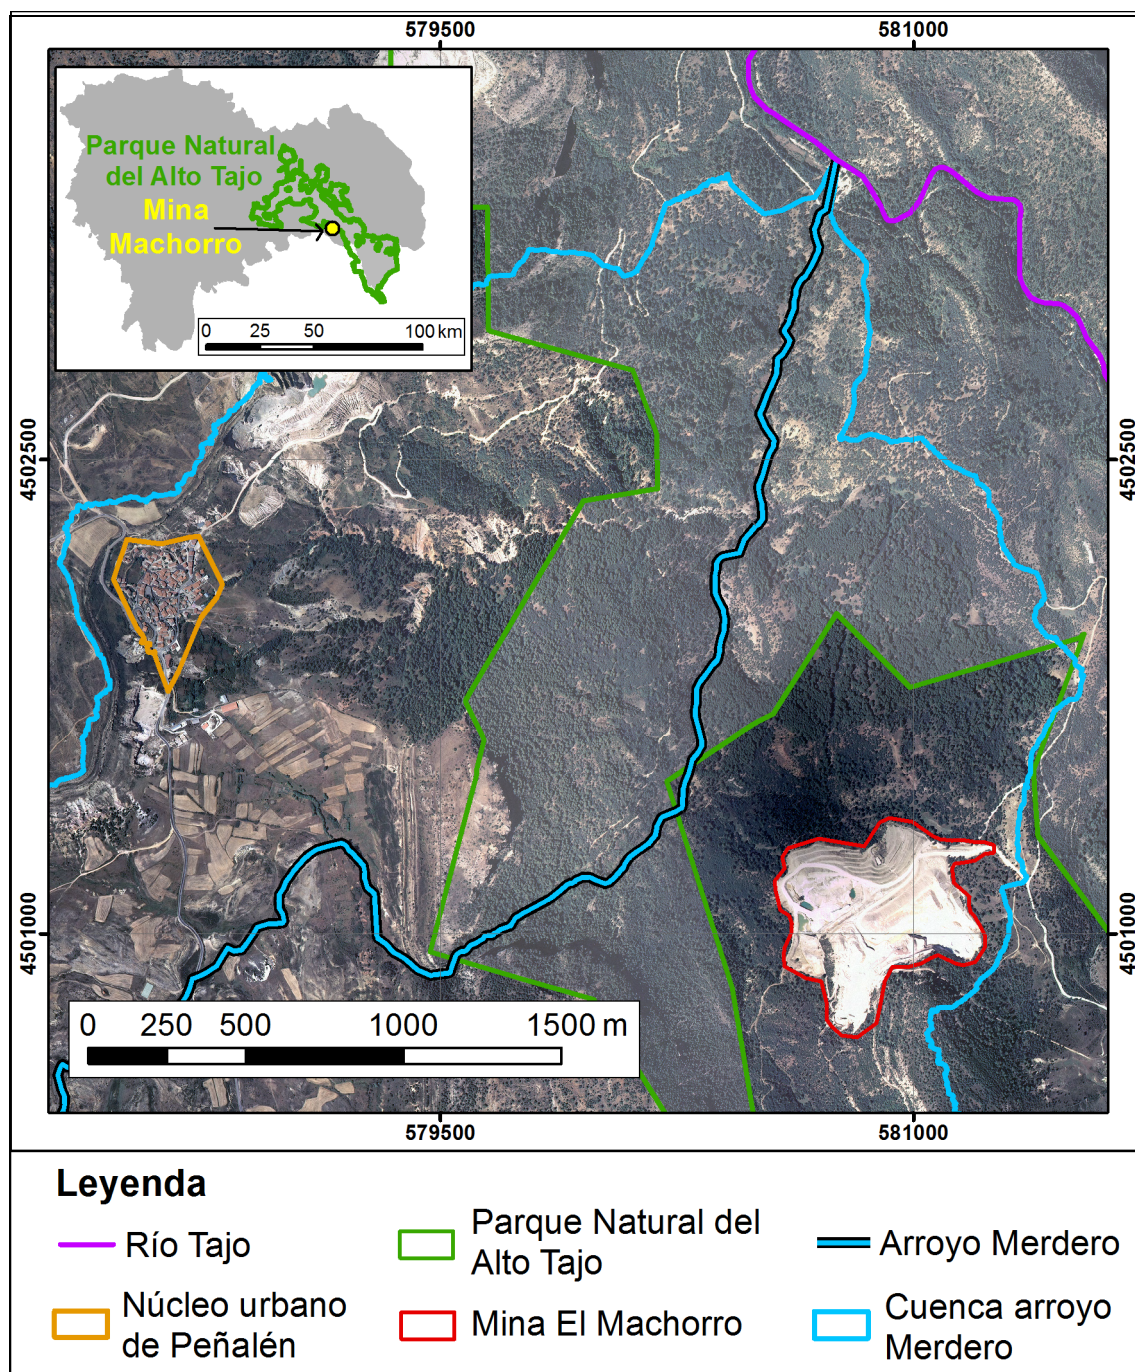 579500
581000
Parque Natural
del Alto Tajo
Mina
Machorro
0 25 50 100 km
4502500
4502500
4501000
4501000
0 250 500 1000 1500 m
579500
581000
Leyenda
Río Tajo
Parque Natural del
Alto Tajo
Arroyo Merdero
Núcleo urbano
de Peñalén
Mina El Machorro
Cuenca arroyo
Merdero